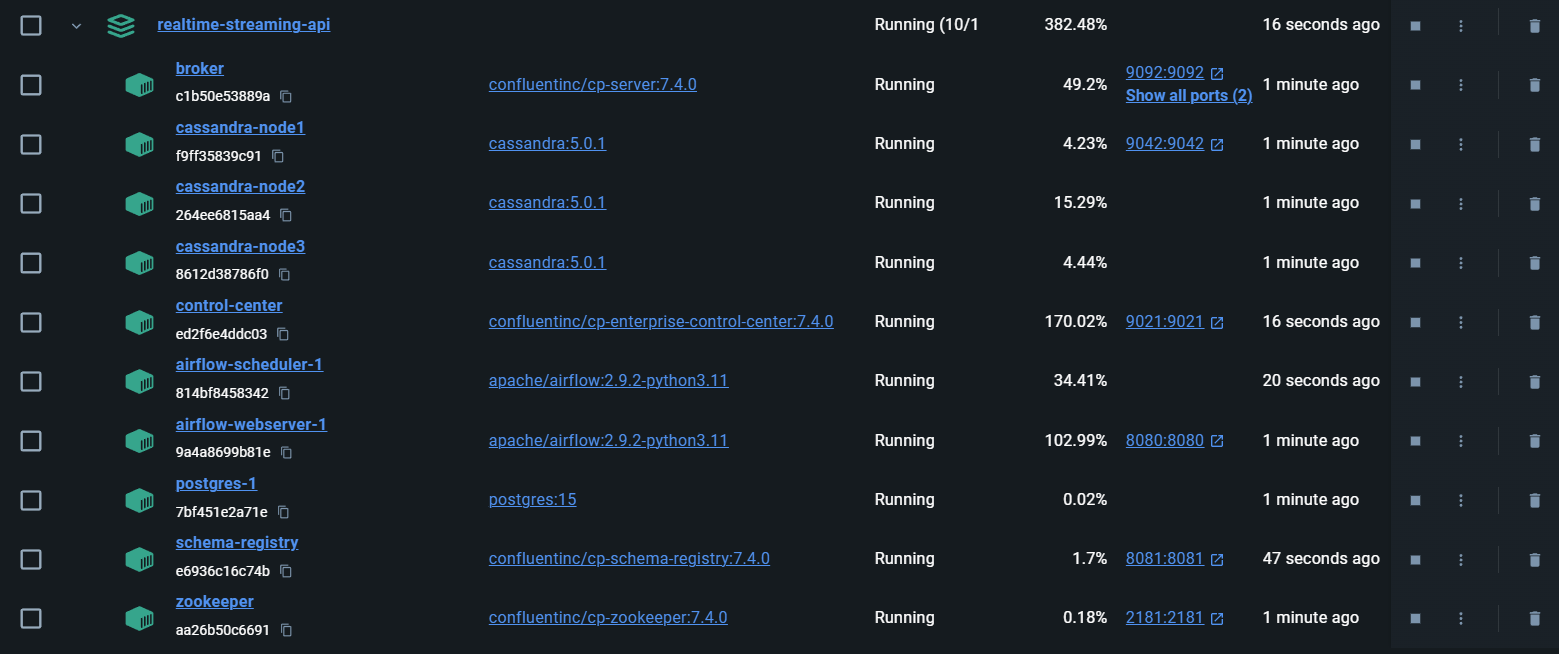 realtime-streaming-api Running (10/1 382.48% 16 seconds ago
broker
c1b50e53889a
confluentinc/cp-server:7.4.0 Running 49.2% 9092:9092
Show all ports (2)
1 minute ago
cassandra-node1
f9ff35839c91
cassandra:5.0.1 Running 4.23% 9042:9042 1 minute ago
cassandra-node2
264ee6815aa4
cassandra:5.0.1 Running 15.29% 1 minute ago
cassandra-node3
8612d38786f0
cassandra:5.0.1 Running 4.44% 1 minute ago
control-center
ed2f6e4ddc03
confluentinc/cp-enterprise-control-center:7.4.0 Running 170.02% 9021:9021 16 seconds ago
airflow-scheduler-1
814bf8458342
apache/airflow:2.9.2-python3.11 Running 34.41% 20 seconds ago
airflow-webserver-1
9a4a8699b81e
apache/airflow:2.9.2-python3.11 Running 102.99% 8080:8080 1 minute ago
postgres-1
7bf451e2a71e
postgres:15 Running 0.02% 1 minute ago
schema-registry
e6936c16c74b
confluentinc/cp-schema-registry:7.4.0 Running 1.7% 8081:8081 47 seconds ago
zookeeper
aa26b50c6691
confluentinc/cp-zookeeper:7.4.0 Running 0.18% 2181:2181 1 minute ago